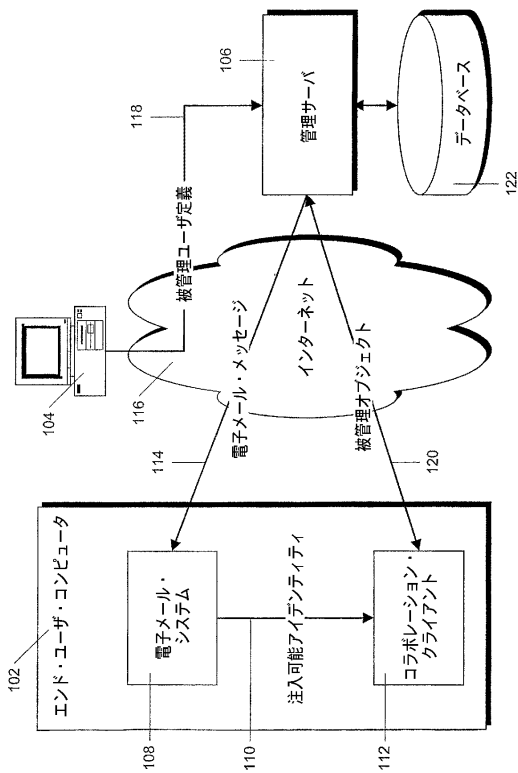 102
エンド・ユーザ・コンピュータ
108
電子メール・
システム
110
注入可能アイデンティティ
112
コラボレーション・
クライアント
104
114
116
電子メール・メッセージ
被管理ユーザ定義
118
インターネット
被管理オブジェクト
120
106
管理サーバ
データベース
122